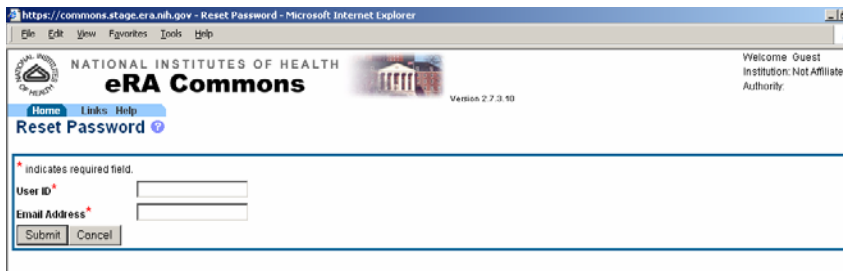 https://commons.stage.era.nih.gov - Reset Password - Microsoft Internet Explorer
File Edit View Favorites Tools Help
NATIONAL INSTITUTES OF HEALTH
eRA Commons
Version 2.7.3.10
Welcome Guest
Institution: Not Affiliate
Authority:
Home Links Help
Reset Password ?
* indicates required field.
User ID*
Email Address*
Submit Cancel